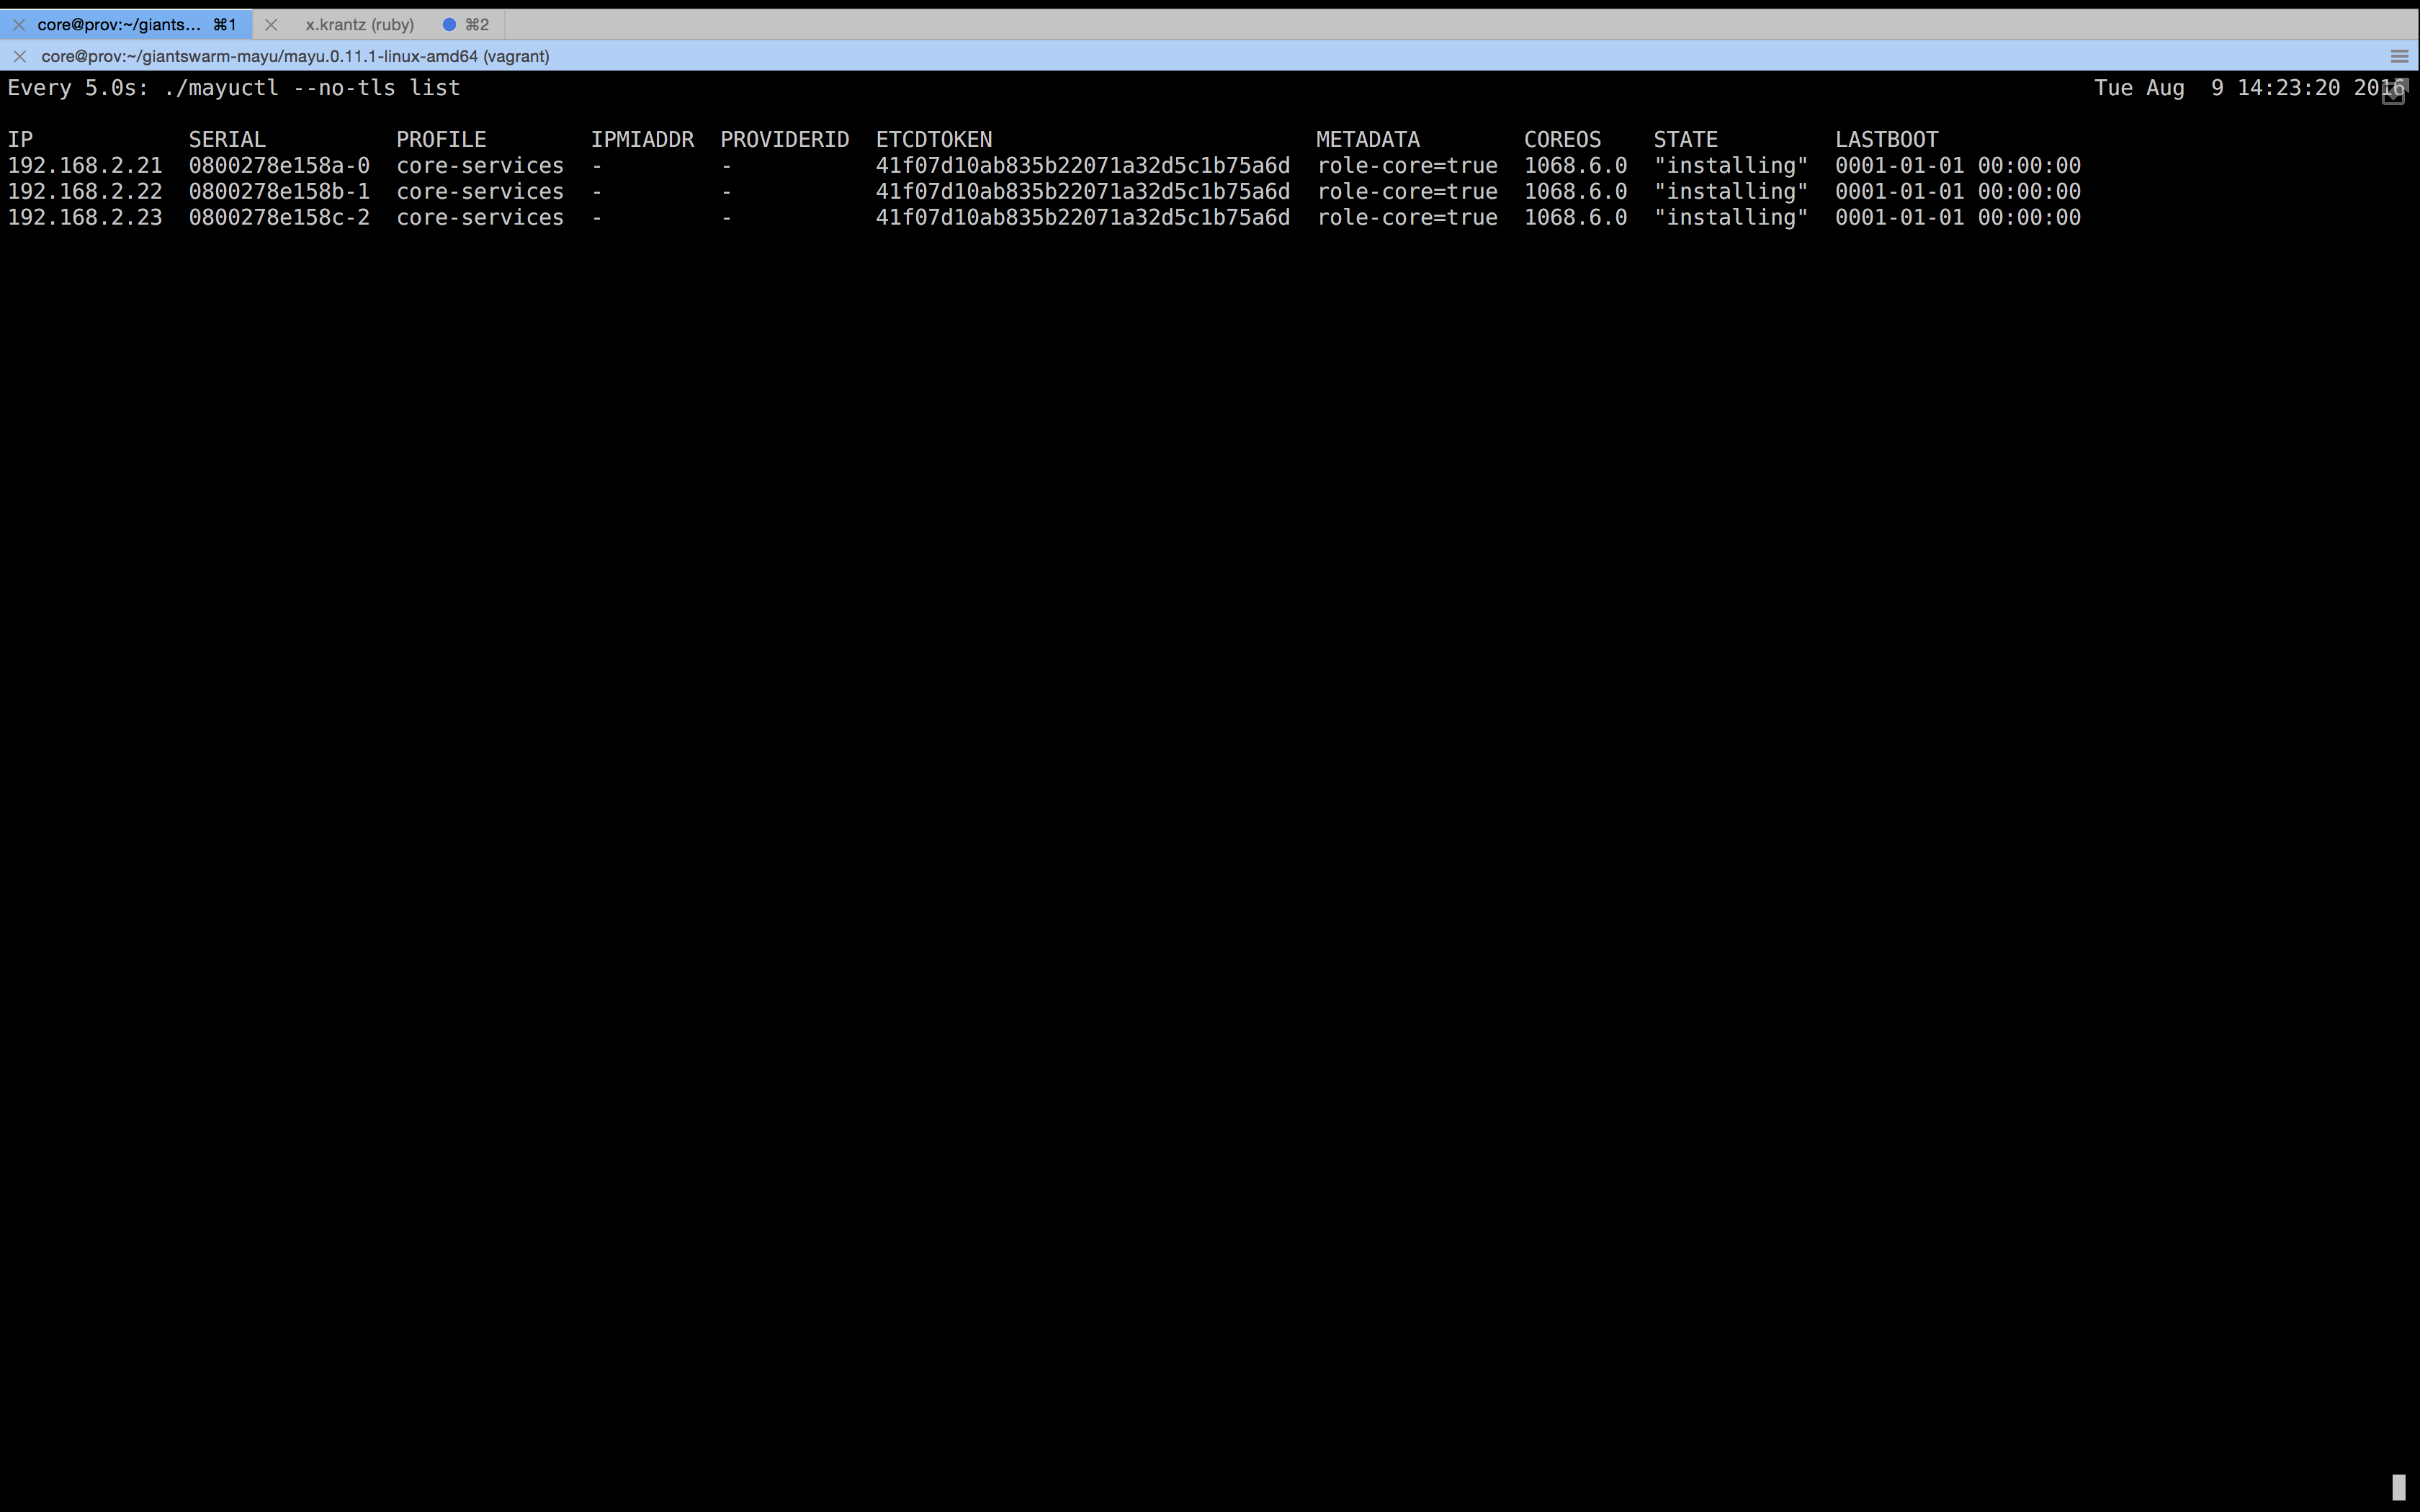 core@prov:~/giants... ⌘1 x.krantz (ruby) ⌘2
core@prov:~/giantswarm-mayu/mayu.0.11.1-linux-amd64 (vagrant)
Every 5.0s: ./mayuctl --no-tls list Tue Aug  9 14:23:20 2016
IP SERIAL PROFILE IPMIADDR PROVIDERID ETCDTOKEN METADATA COREOS STATE LASTBOOT
192.168.2.21 0800278e158a-0 core-services - - 41f07d10ab835b22071a32d5c1b75a6d role-core=true 1068.6.0 "installing" 0001-01-01 00:00:00
192.168.2.22 0800278e158b-1 core-services - - 41f07d10ab835b22071a32d5c1b75a6d role-core=true 1068.6.0 "installing" 0001-01-01 00:00:00
192.168.2.23 0800278e158c-2 core-services - - 41f07d10ab835b22071a32d5c1b75a6d role-core=true 1068.6.0 "installing" 0001-01-01 00:00:00